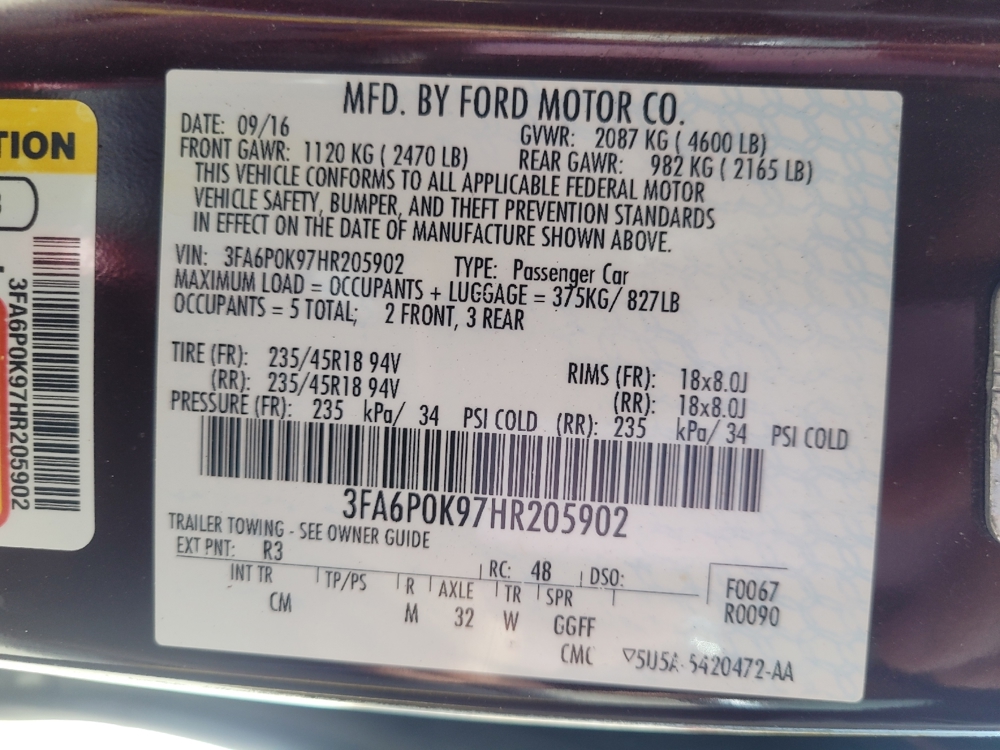 TION
3FA6P0K97HR205902
MFD. BY FORD MOTOR CO.
DATE: 09/16 GVWR: 2087 KG ( 4600 LB)
FRONT GAWR: 1120 KG ( 2470 LB) REAR GAWR: 982 KG ( 2165 LB)
THIS VEHICLE CONFORMS TO ALL APPLICABLE FEDERAL MOTOR
VEHICLE SAFETY, BUMPER, AND THEFT PREVENTION STANDARDS
IN EFFECT ON THE DATE OF MANUFACTURE SHOWN ABOVE.
VIN: 3FA6P0K97HR205902 TYPE: Passenger Car
MAXIMUM LOAD = OCCUPANTS + LUGGAGE = 375KG/ 827LB
OCCUPANTS = 5 TOTAL; 2 FRONT, 3 REAR
TIRE (FR): 235/45R18 94V RIMS (FR): 18x8.0J
(RR): 235/45R18 94V (RR): 18x8.0J
PRESSURE (FR): 235 kPa/ 34 PSI COLD (RR): 235 kPa/ 34 PSI COLD
3FA6P0K97HR205902
TRAILER TOWING - SEE OWNER GUIDE
EXT PNT: R3 RC: 48 DSO: F0067
INT TR TP/PS R AXLE TR SPR R0090
CM M 32 W GGFF
CMC ▽5U5A-5420472-AA